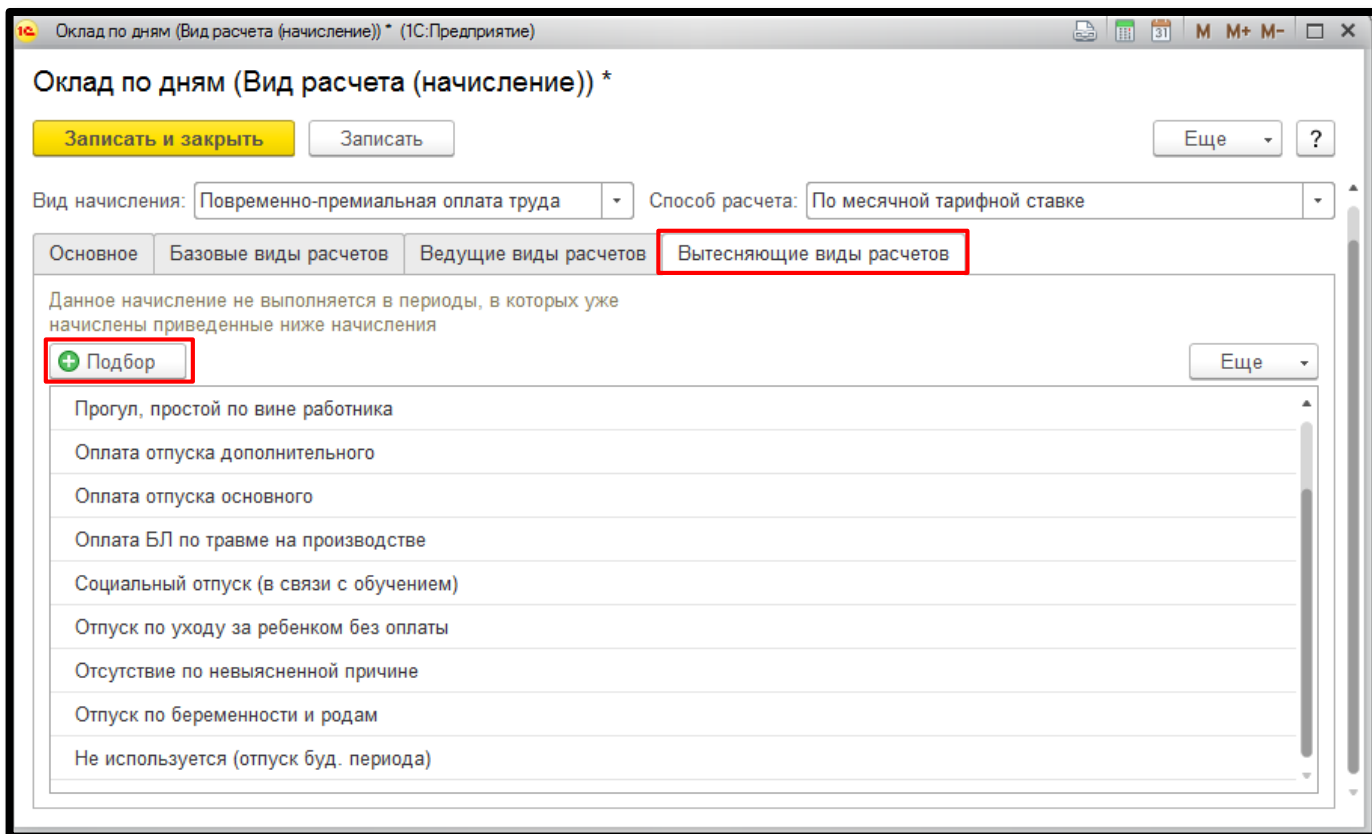 Оклад по дням (Вид расчета (начисление)) * (1С:Предприятие)
31 M M+ M-
Оклад по дням (Вид расчета (начисление)) *
Записать и закрыть Записать Еще ?
Вид начисления: Повременно-премиальная оплата труда Способ расчета: По месячной тарифной ставке
Основное Базовые виды расчетов Ведущие виды расчетов Вытесняющие виды расчетов
Данное начисление не выполняется в периоды, в которых уже
начислены приведенные ниже начисления
Подбор Еще
Прогул, простой по вине работника
Оплата отпуска дополнительного
Оплата отпуска основного
Оплата БЛ по травме на производстве
Социальный отпуск (в связи с обучением)
Отпуск по уходу за ребенком без оплаты
Отсутствие по невыясненной причине
Отпуск по беременности и родам
Не используется (отпуск буд. периода)